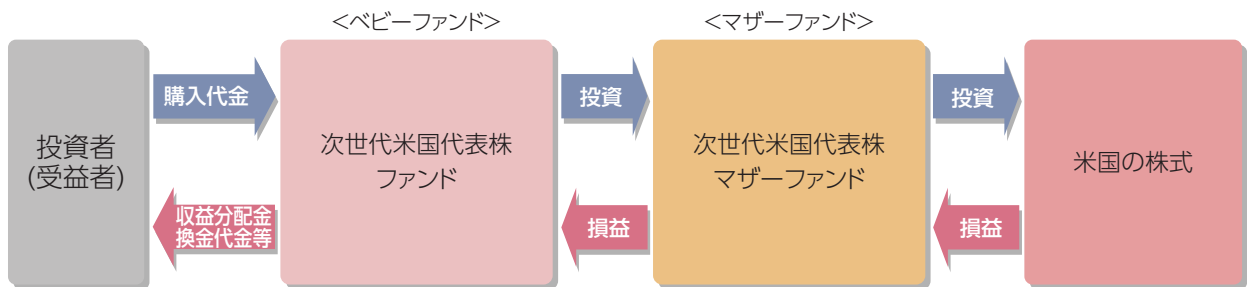 <ベビーファンド>
<マザーファンド>
投資者
(受益者)
購入代金
収益分配金
換金代金等
次世代米国代表株
ファンド
投資
損益
次世代米国代表株
マザーファンド
投資
損益
米国の株式